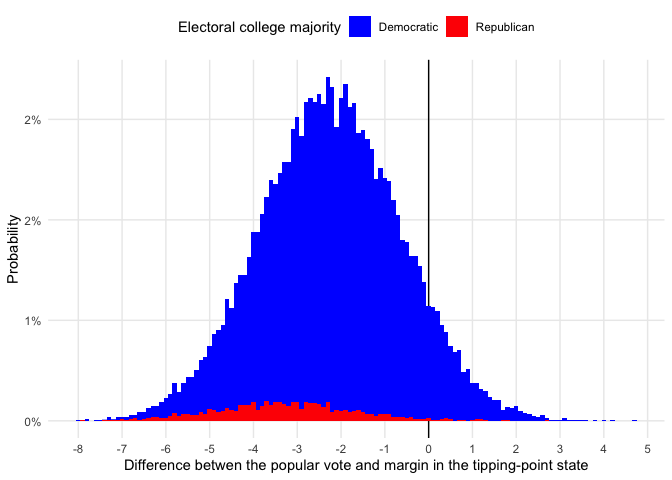 Electoral college majority Democratic Republican
Probability
2%
2%
1%
0%
-8 -7 -6 -5 -4 -3 -2 -1 0 1 2 3 4 5
Difference betwen the popular vote and margin in the tipping-point state